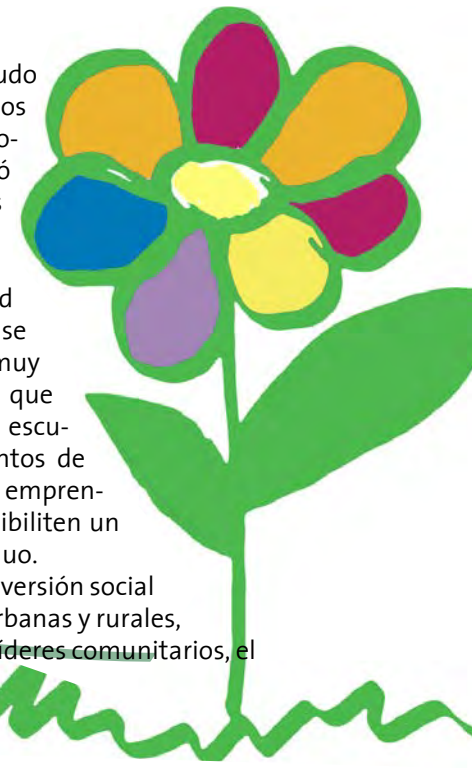 udo
os
o-
ó
s
d
se
muy
que
escu-
ntos de
empren-
ibiliten un
uo.
versión social
rbanas y rurales,
íderes comunitarios, el